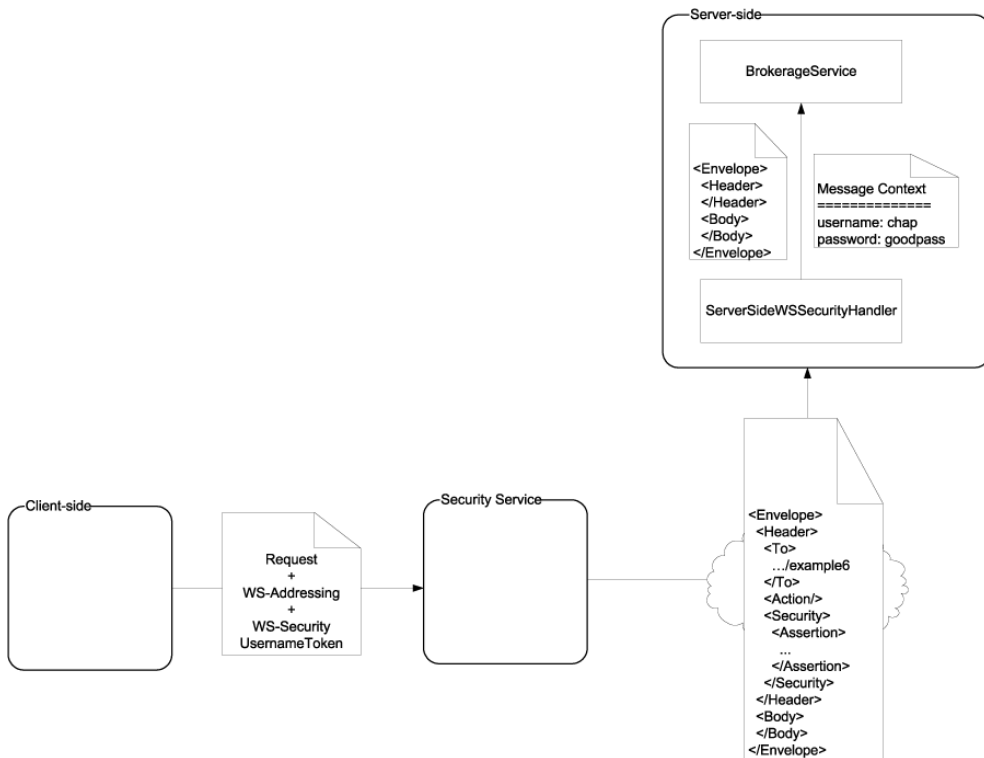 Server-side
BrokerageService
<Envelope>
<Header>
</Header>
<Body>
</Body>
</Envelope>
Message Context
==============
username: chap
password: goodpass
ServerSideWSSecurityHandler
Client-side
Request
+
WS-Addressing
+
WS-Security
UsernameToken
Security Service
<Envelope>
<Header>
<To>
.../example6
</To>
<Action/>
<Security>
<Assertion>
...
</Assertion>
</Security>
</Header>
<Body>
</Body>
</Envelope>